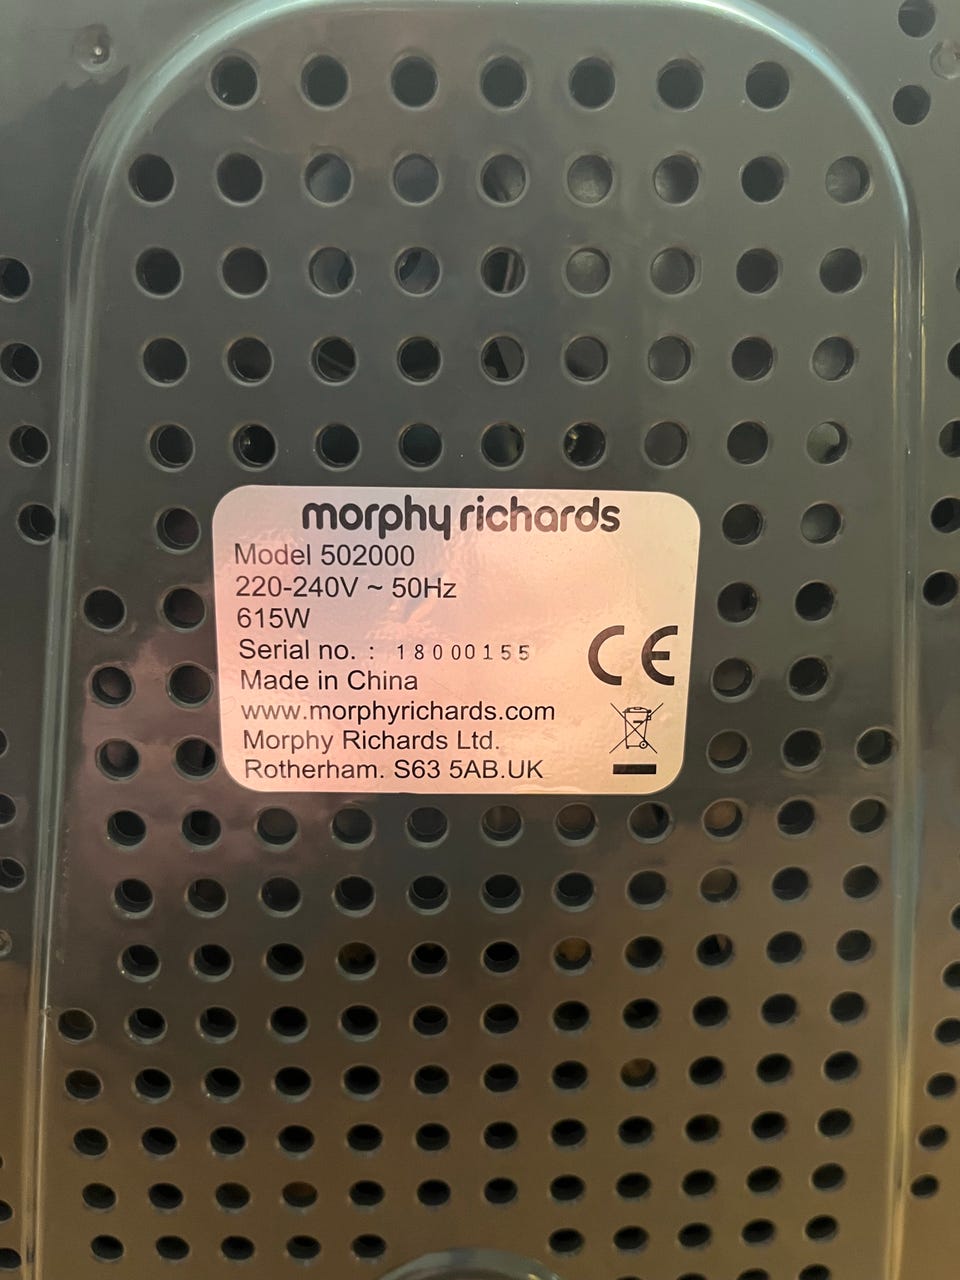 morphy richards
Model 502000
220-240V ~ 50Hz
615W
Serial no. : 18000155
Made in China
www.morphyrichards.com
Morphy Richards Ltd.
Rotherham. S63 5AB.UK
CE